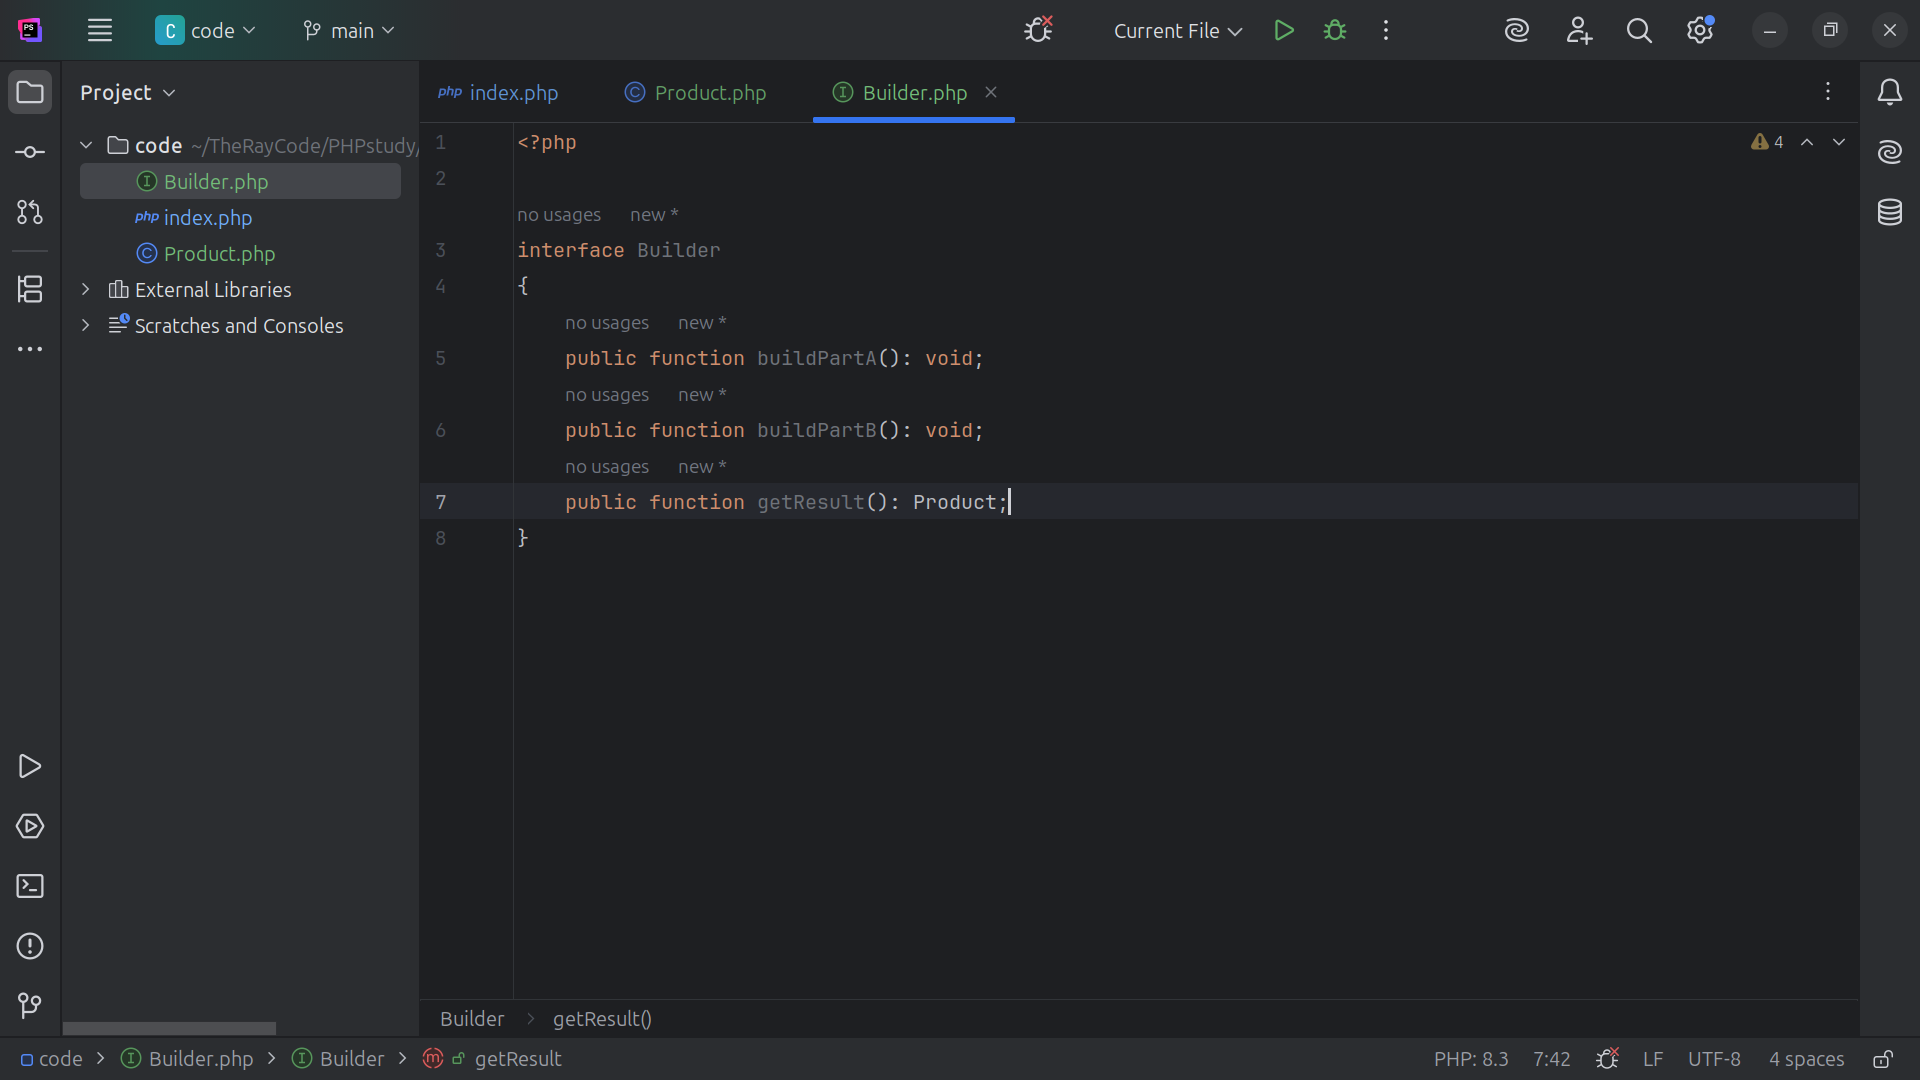 PS
C code main Current File
Project
code ~/TheRayCode/PHPstudy/
Builder.php
php index.php
C Product.php
External Libraries
Scratches and Consoles
php index.php C Product.php I Builder.php
1 <?php 4
2
no usages new *
3 interface Builder
4 {
no usages new *
5 public function buildPartA(): void;
no usages new *
6 public function buildPartB(): void;
no usages new *
7 public function getResult(): Product;
8 }
Builder > getResult()
code > I Builder.php > I Builder > m getResult PHP: 8.3 7:42 LF UTF-8 4 spaces